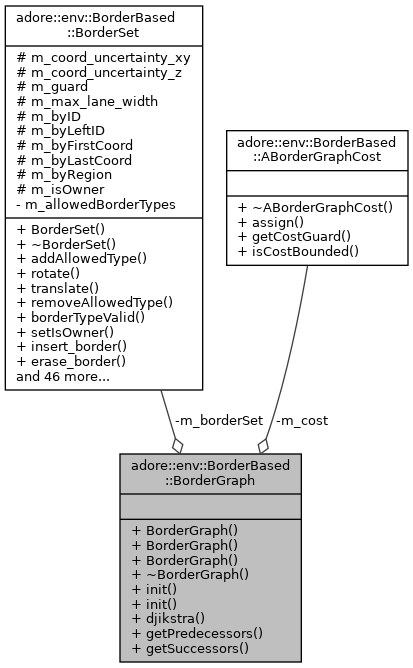 adore::env::BorderBased
::BorderSet
# m_coord_uncertainty_xy
# m_coord_uncertainty_z
# m_guard
# m_max_lane_width
# m_byID
# m_byLeftID
# m_byFirstCoord
# m_byLastCoord
# m_byRegion
# m_isOwner
- m_allowedBorderTypes
+ BorderSet()
+ ~BorderSet()
+ addAllowedType()
+ rotate()
+ translate()
+ removeAllowedType()
+ borderTypeValid()
+ setIsOwner()
+ insert_border()
+ erase_border()
and 46 more...
adore::env::BorderBased
::ABorderGraphCost
+ ~ABorderGraphCost()
+ assign()
+ getCostGuard()
+ isCostBounded()
-m_borderSet
-m_cost
adore::env::BorderBased
::BorderGraph
+ BorderGraph()
+ BorderGraph()
+ BorderGraph()
+ ~BorderGraph()
+ init()
+ init()
+ djikstra()
+ getPredecessors()
+ getSuccessors()